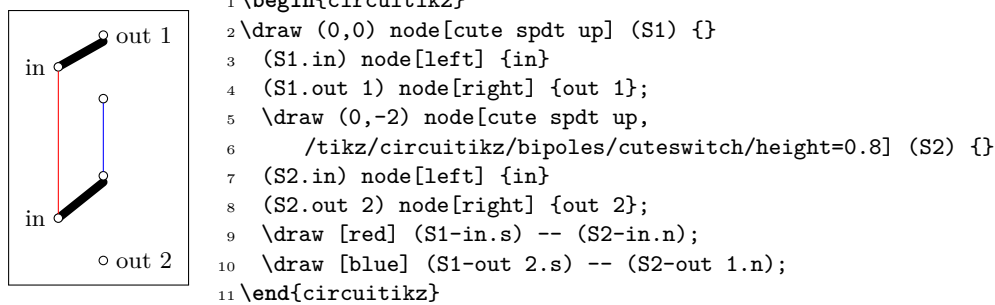 out 1
in
in
out 2
1 \begin{circuitikz}
2 \draw (0,0) node[cute spdt up] (S1) {}
3 (S1.in) node[left] {in}
4 (S1.out 1) node[right] {out 1};
5 \draw (0,-2) node[cute spdt up,
6 /tikz/circuitikz/bipoles/cuteswitch/height=0.8] (S2) {}
7 (S2.in) node[left] {in}
8 (S2.out 2) node[right] {out 2};
9 \draw [red] (S1-in.s) -- (S2-in.n);
10 \draw [blue] (S1-out 2.s) -- (S2-out 1.n);
11 \end{circuitikz}